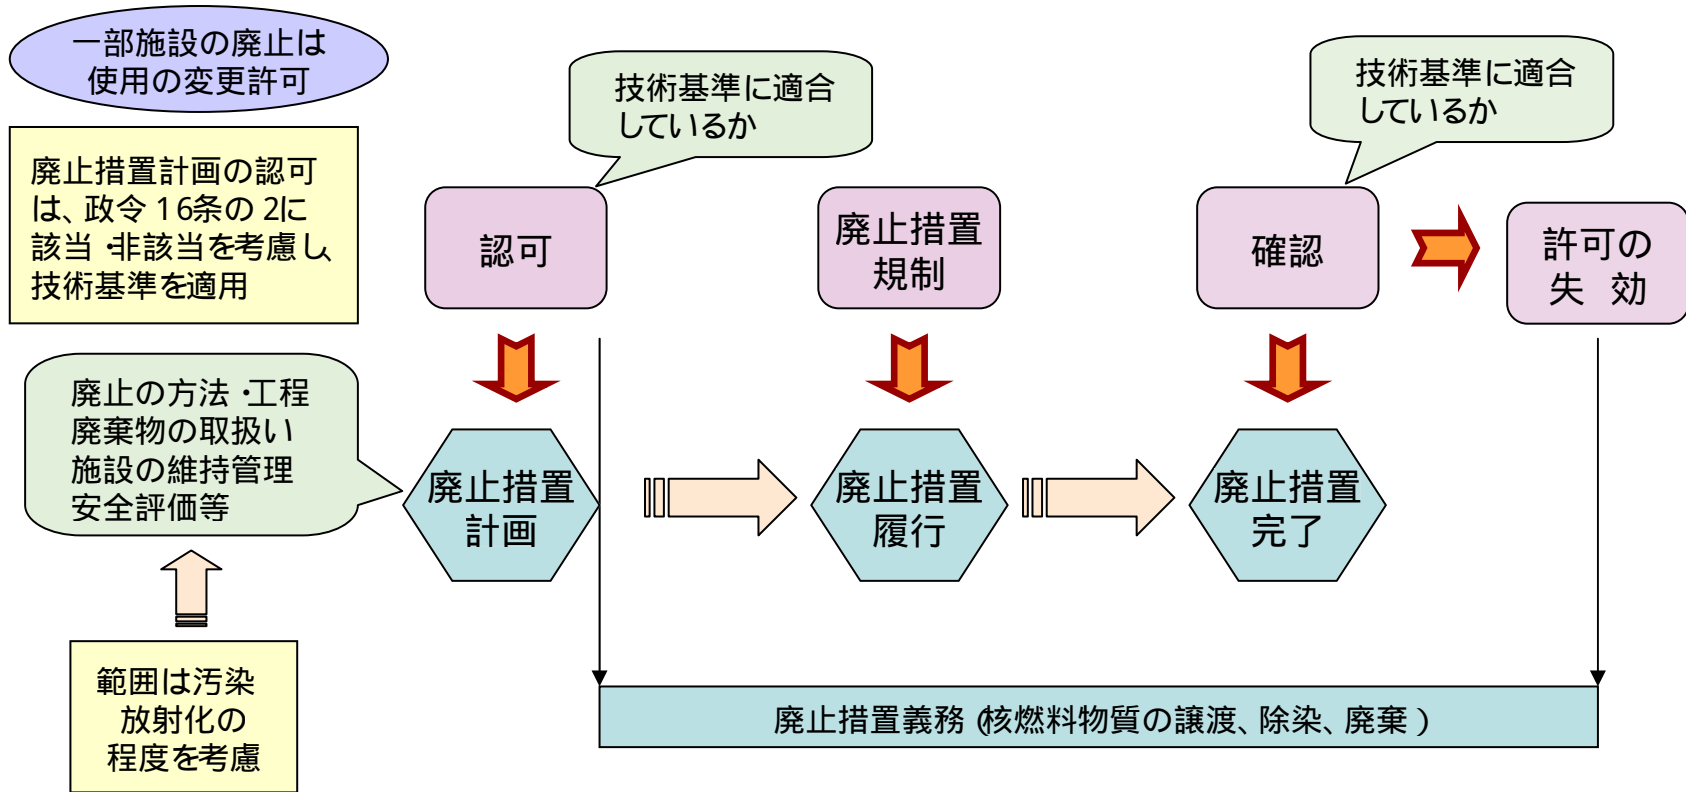 一部施設の廃止は
使用の変更許可
廃止措置計画の認可
は、政令16条の2に
該当・非該当を考慮し、
技術基準を適用
技術基準に適合
しているか
技術基準に適合
しているか
認可
廃止措置
規制
確認
許可の
失 効
廃止の方法・工程
廃棄物の取扱い
施設の維持管理
安全評価等
廃止措置
計画
廃止措置
履行
廃止措置
完了
範囲は汚染
放射化の
程度を考慮
廃止措置義務(核燃料物質の譲渡、除染、廃棄)